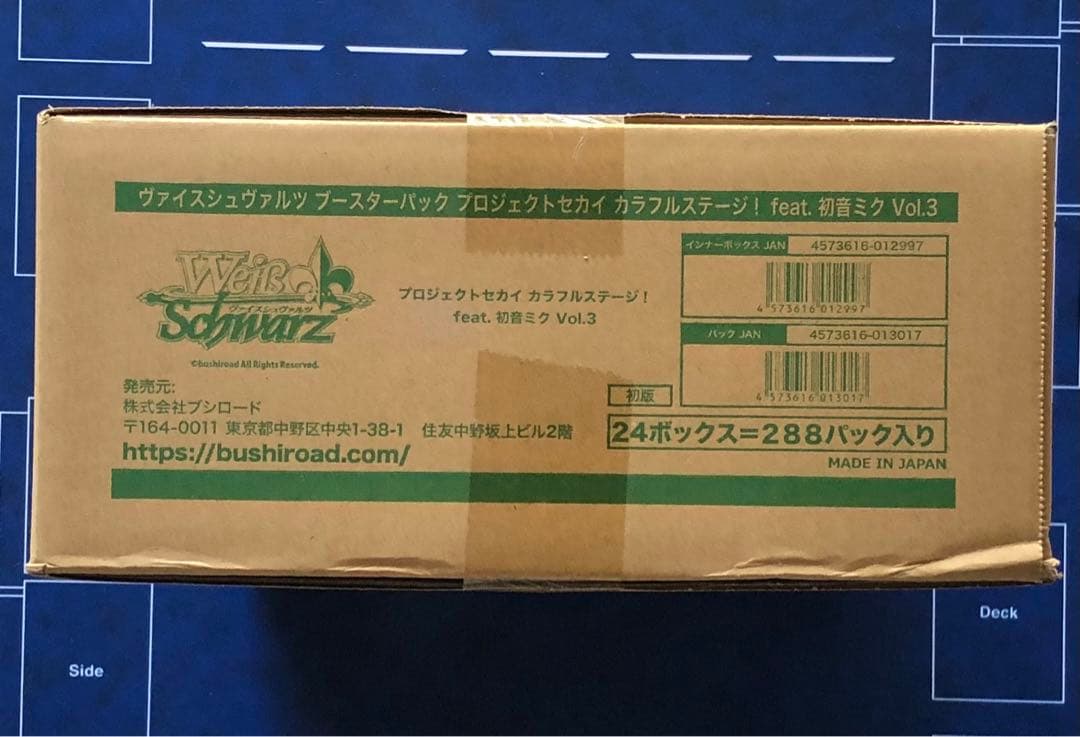 ヴァイスシュヴァルツ ブースターパック プロジェクトセカイ カラフルステージ！ feat. 初音ミク Vol.3
Weiß
ヴァイスシュヴァルツ
Schwarz
©bushiroad All Rights Reserved.
プロジェクトセカイ カラフルステージ！
feat. 初音ミク Vol.3
インナーボックス JAN 4573616-012997
4 573616 012997
パック JAN 4573616-013017
4 573616 013017
発売元:
株式会社ブシロード
〒164-0011 東京都中野区中央1-38-1 住友中野坂上ビル2階
https://bushiroad.com/
初版
24ボックス=288パック入り
MADE IN JAPAN
Deck
Side